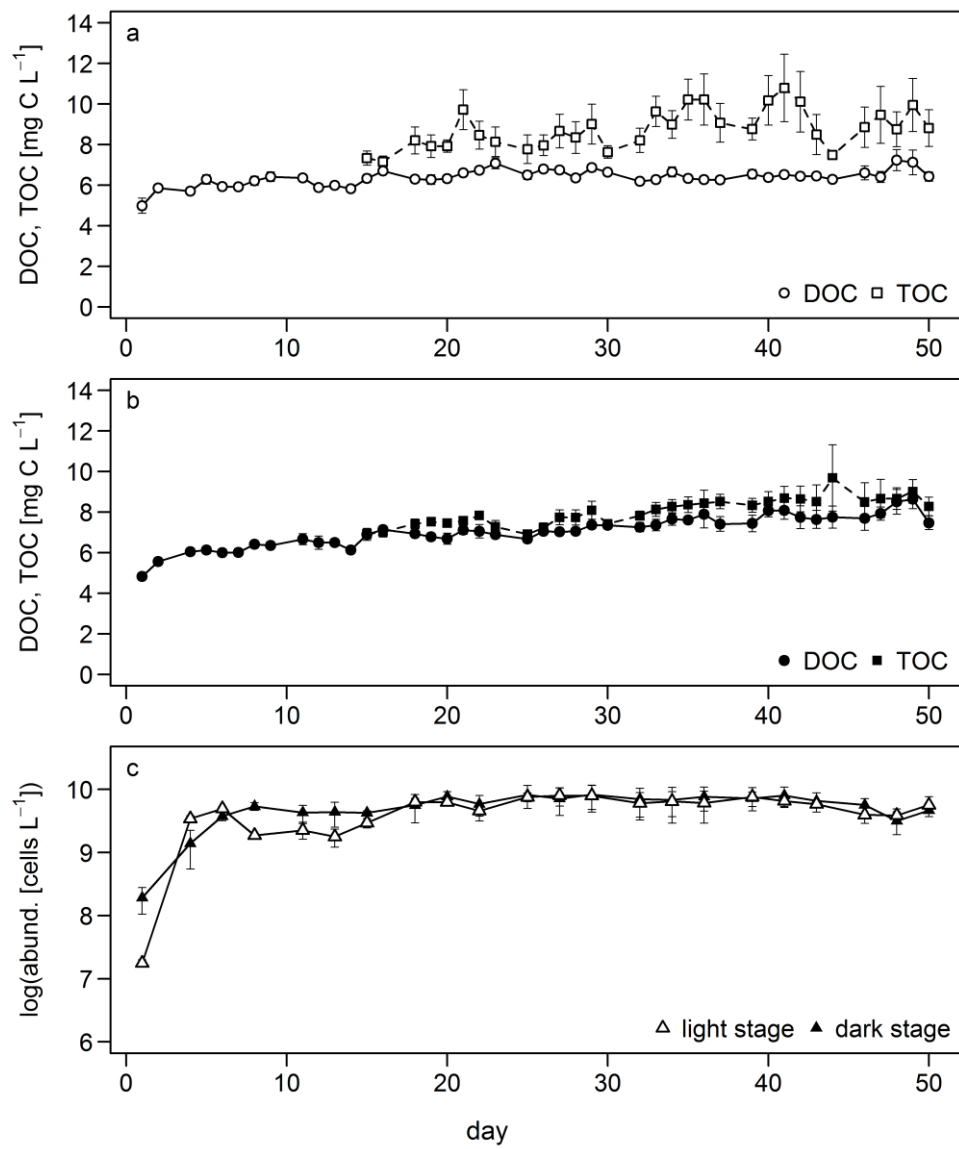 a
DOC, TOC [mg C L⁻¹]
14
12
10
8
6
4
2
0
DOC TOC
0 10 20 30 40 50
b
DOC, TOC [mg C L⁻¹]
14
12
10
8
6
4
2
0
DOC TOC
0 10 20 30 40 50
c
log(abund. [cells L⁻¹])
10
9
8
7
6
light stage dark stage
0 10 20 30 40 50
day